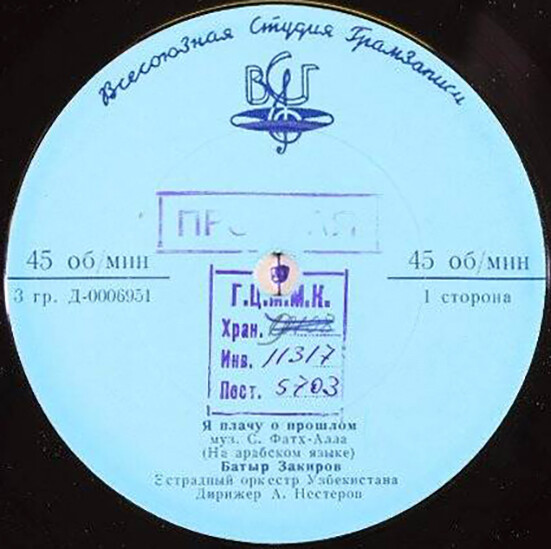 Всесоюзная Студия Грамзаписи
ВСГ
45 об/мин
45 об/мин
3 гр. Д-0006951
1 сторона
Г.Ц.М.М.К.
Хран.
Инв. 11317
Пост. 5703
Я плачу о прошлом
муз. С. Фатх-Алла
(На арабском языке)
Батыр Закиров
Эстрадный оркестр Узбекистана
Дирижер А. Нестеров